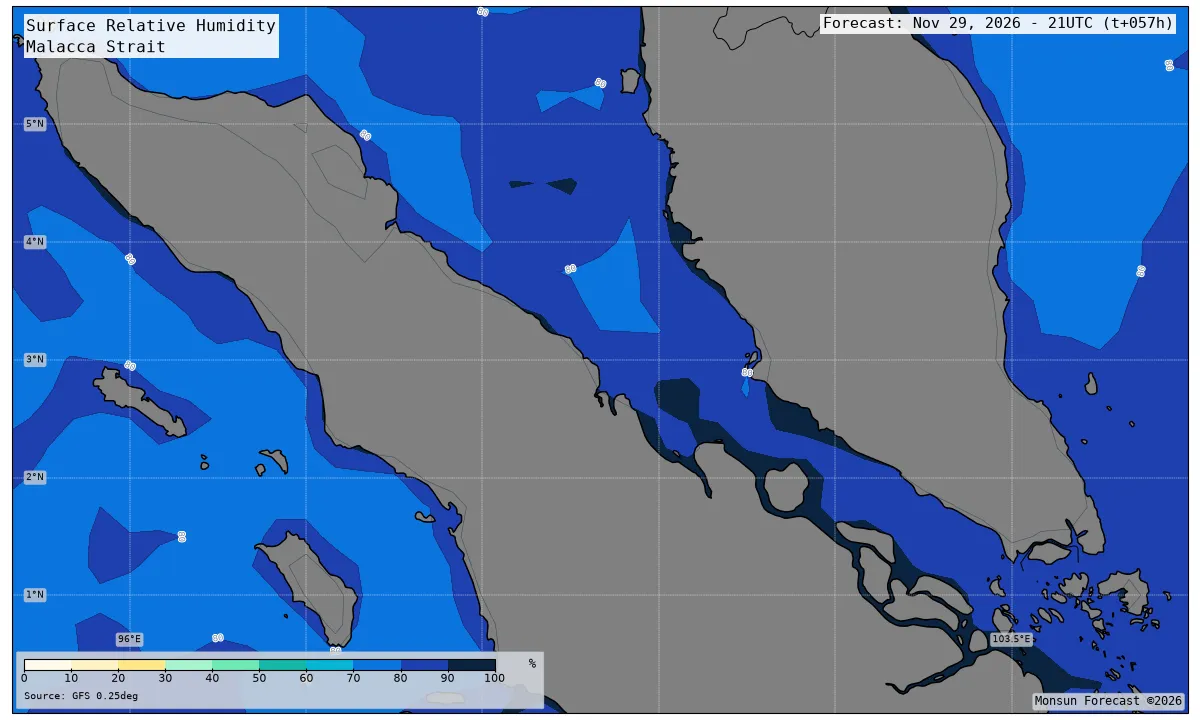 Surface Relative Humidity
Malacca Strait
Forecast: Nov 29, 2026 - 21UTC (t+057h)
80
80
80
80
5°N
4°N
80
80
80
80
3°N
80
80
2°N
80
1°N
96°E
80
103.5°E
80
%
0 10 20 30 40 50 60 70 80 90 100
Source: GFS 0.25deg
Monsun Forecast ©2026